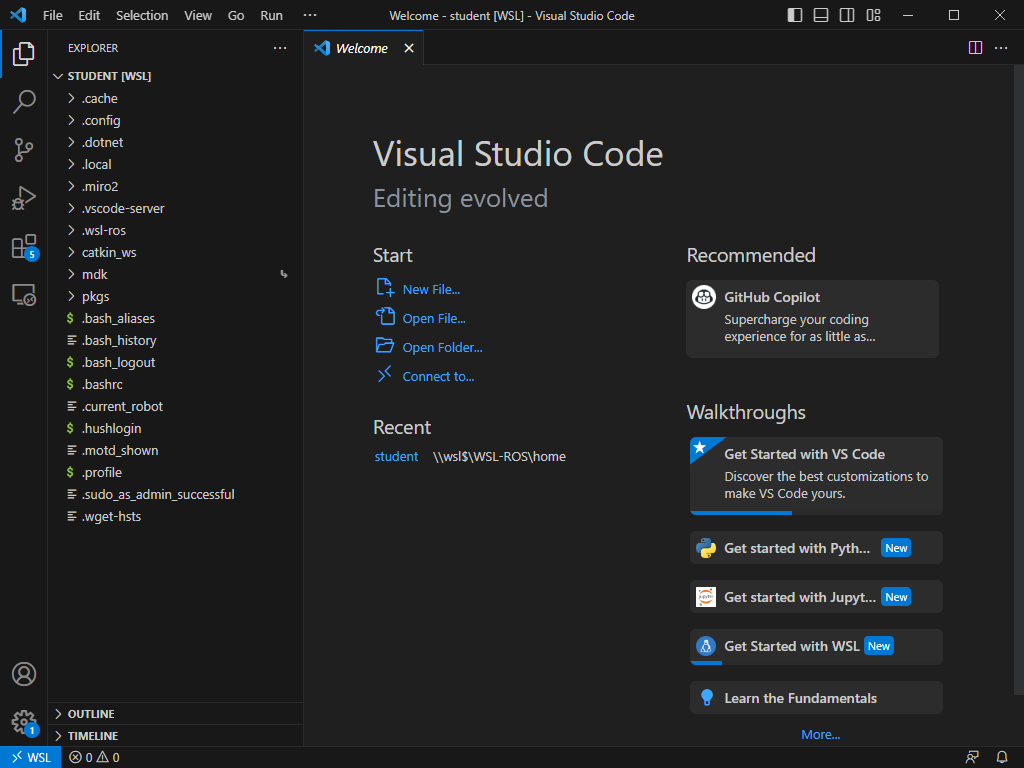 File Edit Selection View Go Run ···
Welcome - student [WSL] - Visual Studio Code
EXPLORER
STUDENT [WSL]
.cache
.config
.dotnet
.local
.miro2
.vscode-server
.wsl-ros
catkin_ws
mdk
pkgs
$ .bash_aliases
.bash_history
$ .bash_logout
$ .bashrc
.current_robot
$ .hushlogin
.motd_shown
$ .profile
.sudo_as_admin_successful
.wget-hsts
OUTLINE
TIMELINE
5
1
Welcome
Visual Studio Code
Editing evolved
Start
New File...
Open File...
Open Folder...
Connect to...
Recent
student \\wsl$\WSL-ROS\home
Recommended
GitHub Copilot
Supercharge your coding
experience for as little as...
Walkthroughs
Get Started with VS Code
Discover the best customizations to
make VS Code yours.
Get started with Pyth... New
jupyter
Get started with Jupyt... New
Get Started with WSL New
Learn the Fundamentals
More...
WSL 0 0